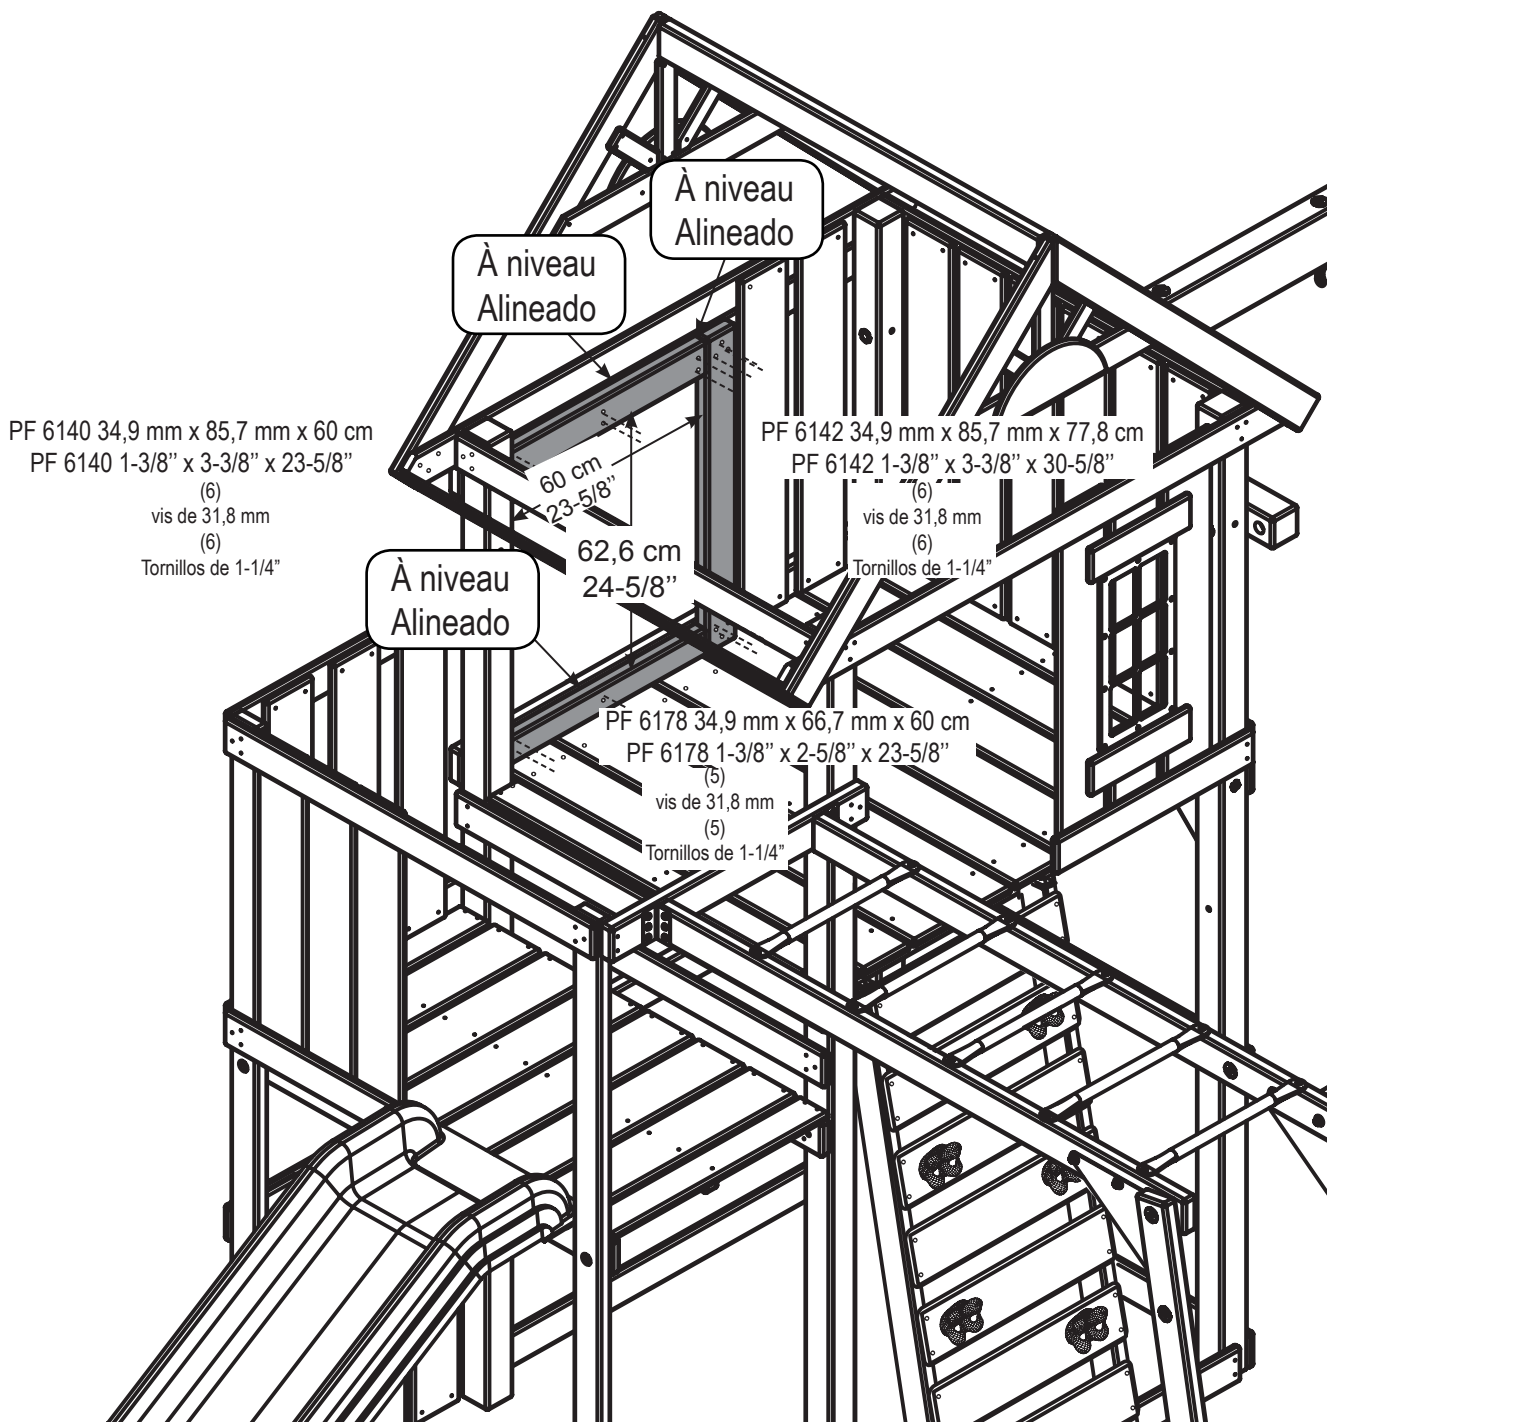 À niveau
Alineado
À niveau
Alineado
PF 6140 34,9 mm x 85,7 mm x 60 cm
PF 6140 1-3/8’’ x 3-3/8’’ x 23-5/8’’
(6)
vis de 31,8 mm
(6)
Tornillos de 1-1/4”
PF 6142 34,9 mm x 85,7 mm x 77,8 cm
PF 6142 1-3/8’’ x 3-3/8’’ x 30-5/8’’
(6)
vis de 31,8 mm
(6)
Tornillos de 1-1/4”
60 cm
23-5/8’’
62,6 cm
24-5/8’’
À niveau
Alineado
PF 6178 34,9 mm x 66,7 mm x 60 cm
PF 6178 1-3/8’’ x 2-5/8’’ x 23-5/8’’
(5)
vis de 31,8 mm
(5)
Tornillos de 1-1/4”